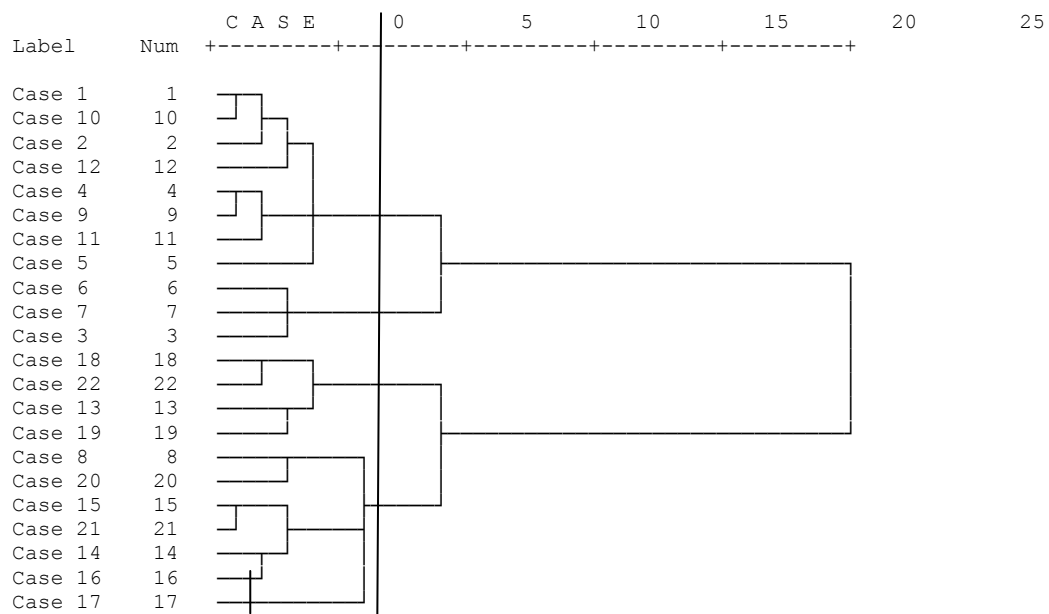 C A S E 0 5 10 15 20 25
Label Num +---------+---------+---------+---------+---------+
Case 1 1
Case 10 10
Case 2 2
Case 12 12
Case 4 4
Case 9 9
Case 11 11
Case 5 5
Case 6 6
Case 7 7
Case 3 3
Case 18 18
Case 22 22
Case 13 13
Case 19 19
Case 8 8
Case 20 20
Case 15 15
Case 21 21
Case 14 14
Case 16 16
Case 17 17